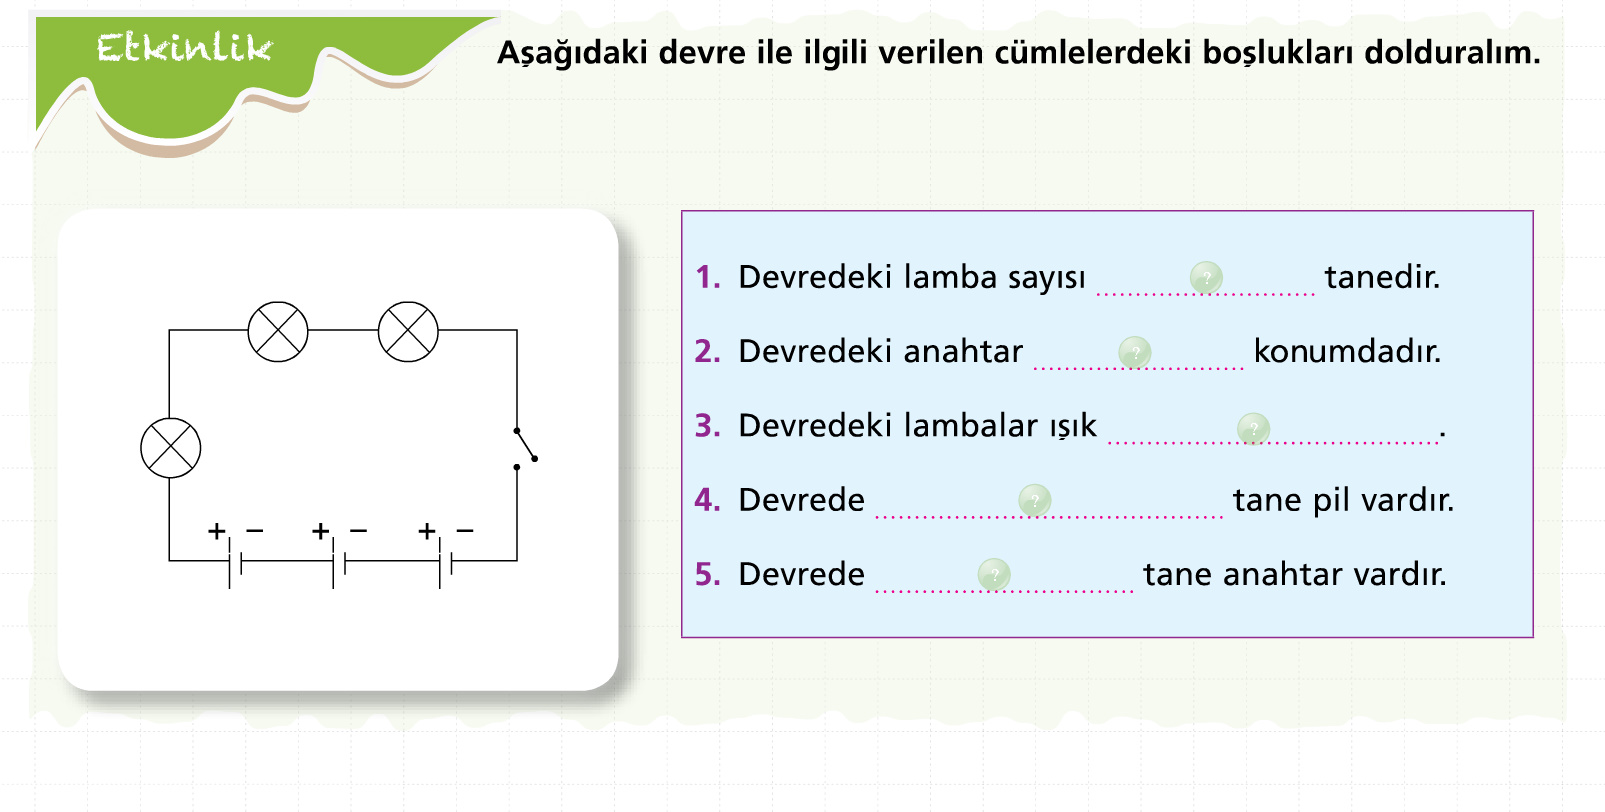 Etkinlik
Aşağıdaki devre ile ilgili verilen cümlelerdeki boşlukları dolduralım.
1. Devredeki lamba sayısı ........................... ? tanedir.
2. Devredeki anahtar ........................... ? konumdadır.
3. Devredeki lambalar ışık ........................... ? .
4. Devrede ........................... ? tane pil vardır.
5. Devrede ........................... ? tane anahtar vardır.
+ − + − + −